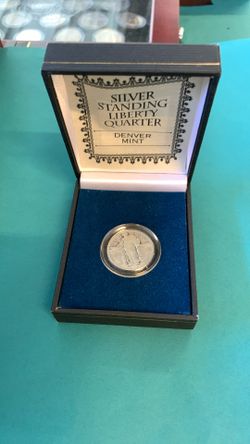 SILVER
STANDING
LIBERTY
QUARTER
DENVER
MINT